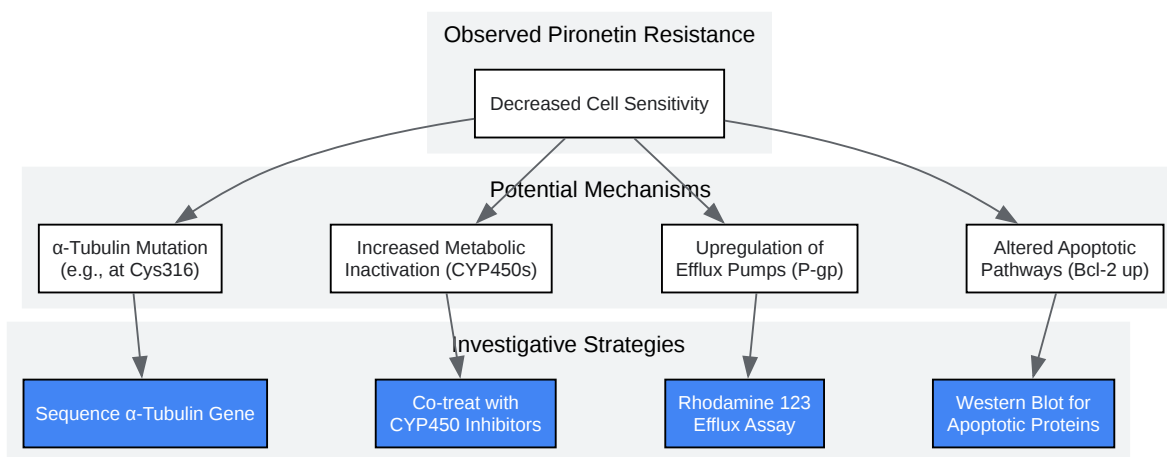 Observed Pironetin Resistance
Decreased Cell Sensitivity
Potential Mechanisms
α-Tubulin Mutation
(e.g., at Cys316)
Increased Metabolic
Inactivation (CYP450s)
Upregulation of
Efflux Pumps (P-gp)
Altered Apoptotic
Pathways (Bcl-2 up)
Investigative Strategies
Sequence α-Tubulin Gene
Co-treat with
CYP450 Inhibitors
Rhodamine 123
Efflux Assay
Western Blot for
Apoptotic Proteins